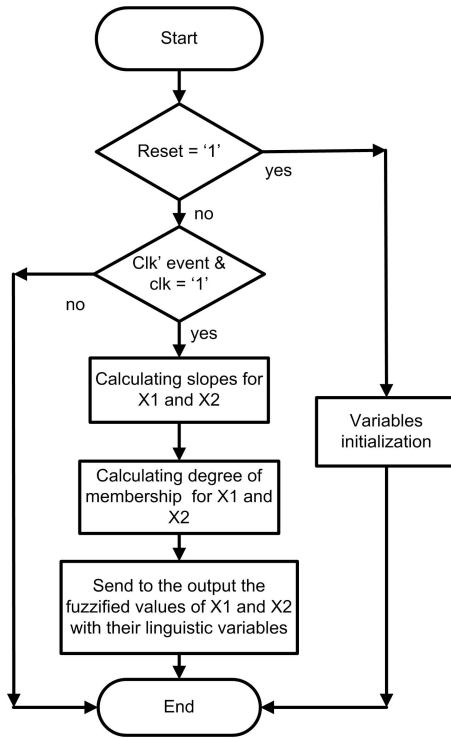 Start
Reset = ‘1’
yes
no
Clk’ event &
clk = ‘1’
no
yes
Calculating slopes for
X1 and X2
Variables
initialization
Calculating degree of
membership for X1 and
X2
Send to the output the
fuzzified values of X1 and X2
with their linguistic variables
End